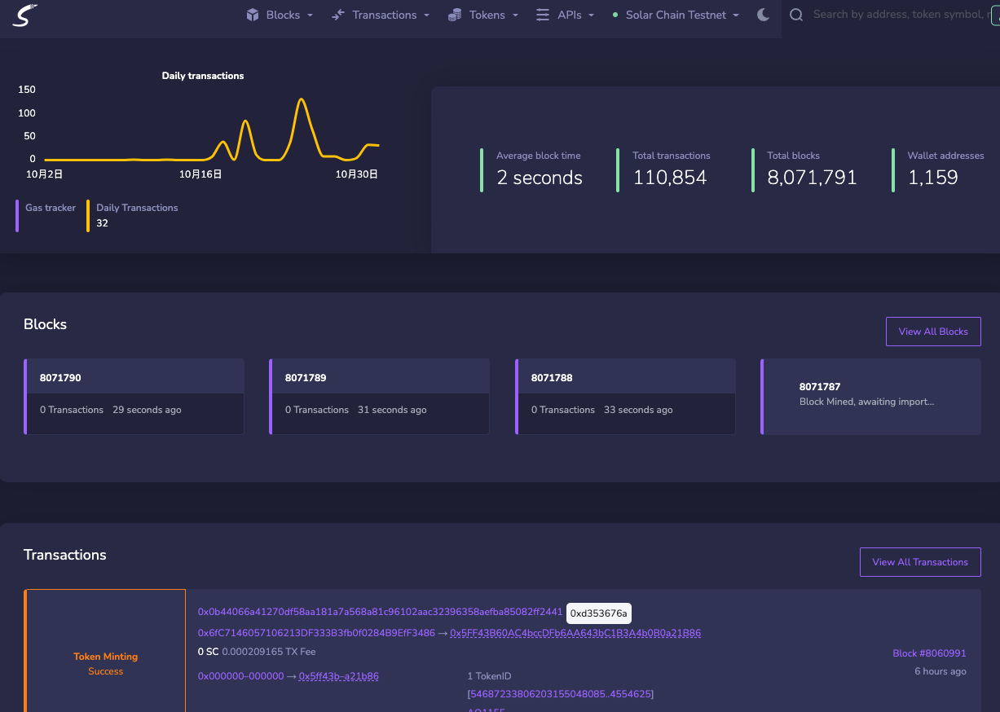 Blocks Transactions Tokens APIs Solar Chain Testnet Search by address, token symbol,
Daily transactions
150
100
50
0
10月2日 10月16日 10月30日
Gas tracker
Daily Transactions
32
Average block time
2 seconds
Total transactions
110,854
Total blocks
8,071,791
Wallet addresses
1,159
Blocks
View All Blocks
8071790
0 Transactions 29 seconds ago
8071789
0 Transactions 31 seconds ago
8071788
0 Transactions 33 seconds ago
8071787
Block Mined, awaiting import...
Transactions
View All Transactions
Token Minting
Success
0x0b44066a41270df58aa181a7a568a81c96102aac32396358aefba85082ff2441 0xd353676a
0x6fC7146057106213DF333B3fb0f0284B9EfF3486 → 0x5FF43B60AC4bccDFb6AA643bC1B3A4b0B0a21B86
0 SC 0.000209165 TX Fee
0x000000–000000 → 0x5ff43b–a21b86
1 TokenID
[54687233806203155048085..4554625]
Block #8060991
6 hours ago